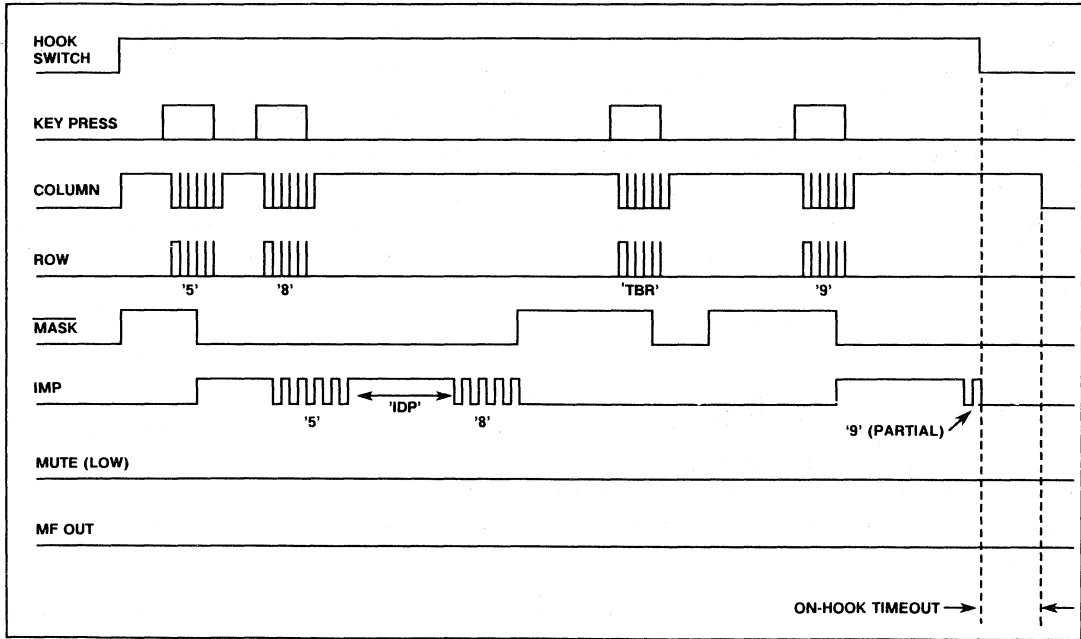 HOOK
SWITCH
KEY PRESS
COLUMN
ROW
'5' '8' 'TBR' '9'
MASK
IMP
'5' 'IDP' '8' '9' (PARTIAL)
MUTE (LOW)
MF OUT
ON-HOOK TIMEOUT